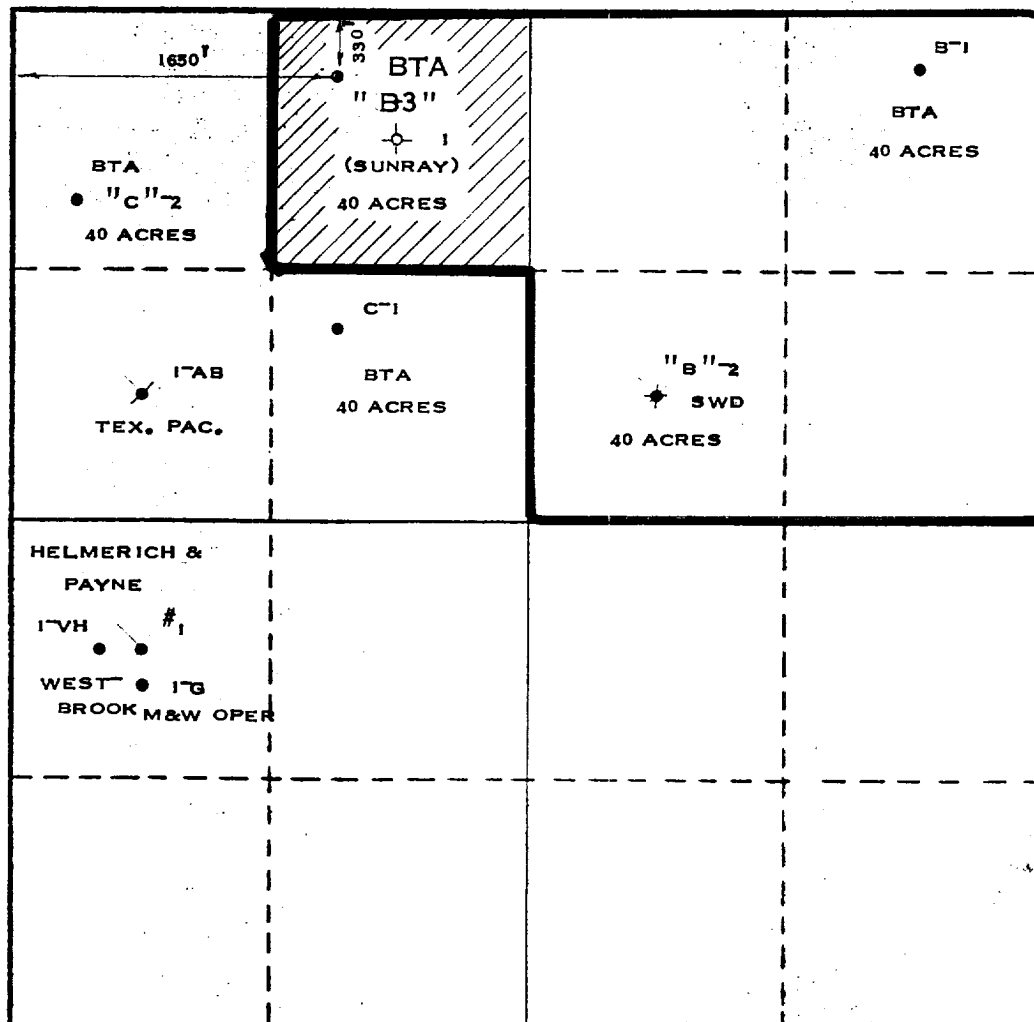 1650'
330'
BTA
"B-3"
1
(SUNRAY)
40 ACRES
B-1
BTA
40 ACRES
BTA
"C"-2
40 ACRES
C-1
BTA
40 ACRES
1-AB
TEX. PAC.
"B"-2
SWD
40 ACRES
HELMERICH &
PAYNE
1-VH
#1
WEST-
BROOK
1-G
M&W OPER